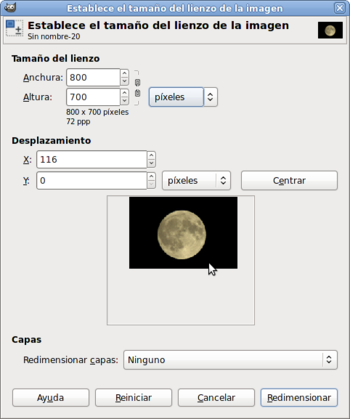 Establece el tamaño del lienzo de la imagen
Establece el tamaño del lienzo de la imagen
Sin nombre-20
Tamaño del lienzo
Anchura: 800
Altura: 700 píxeles
800 x 700 píxeles
72 ppp
Desplazamiento
X: 116
Y: 0 píxeles Centrar
Capas
Redimensionar capas: Ninguno
Ayuda Reiniciar Cancelar Redimensionar